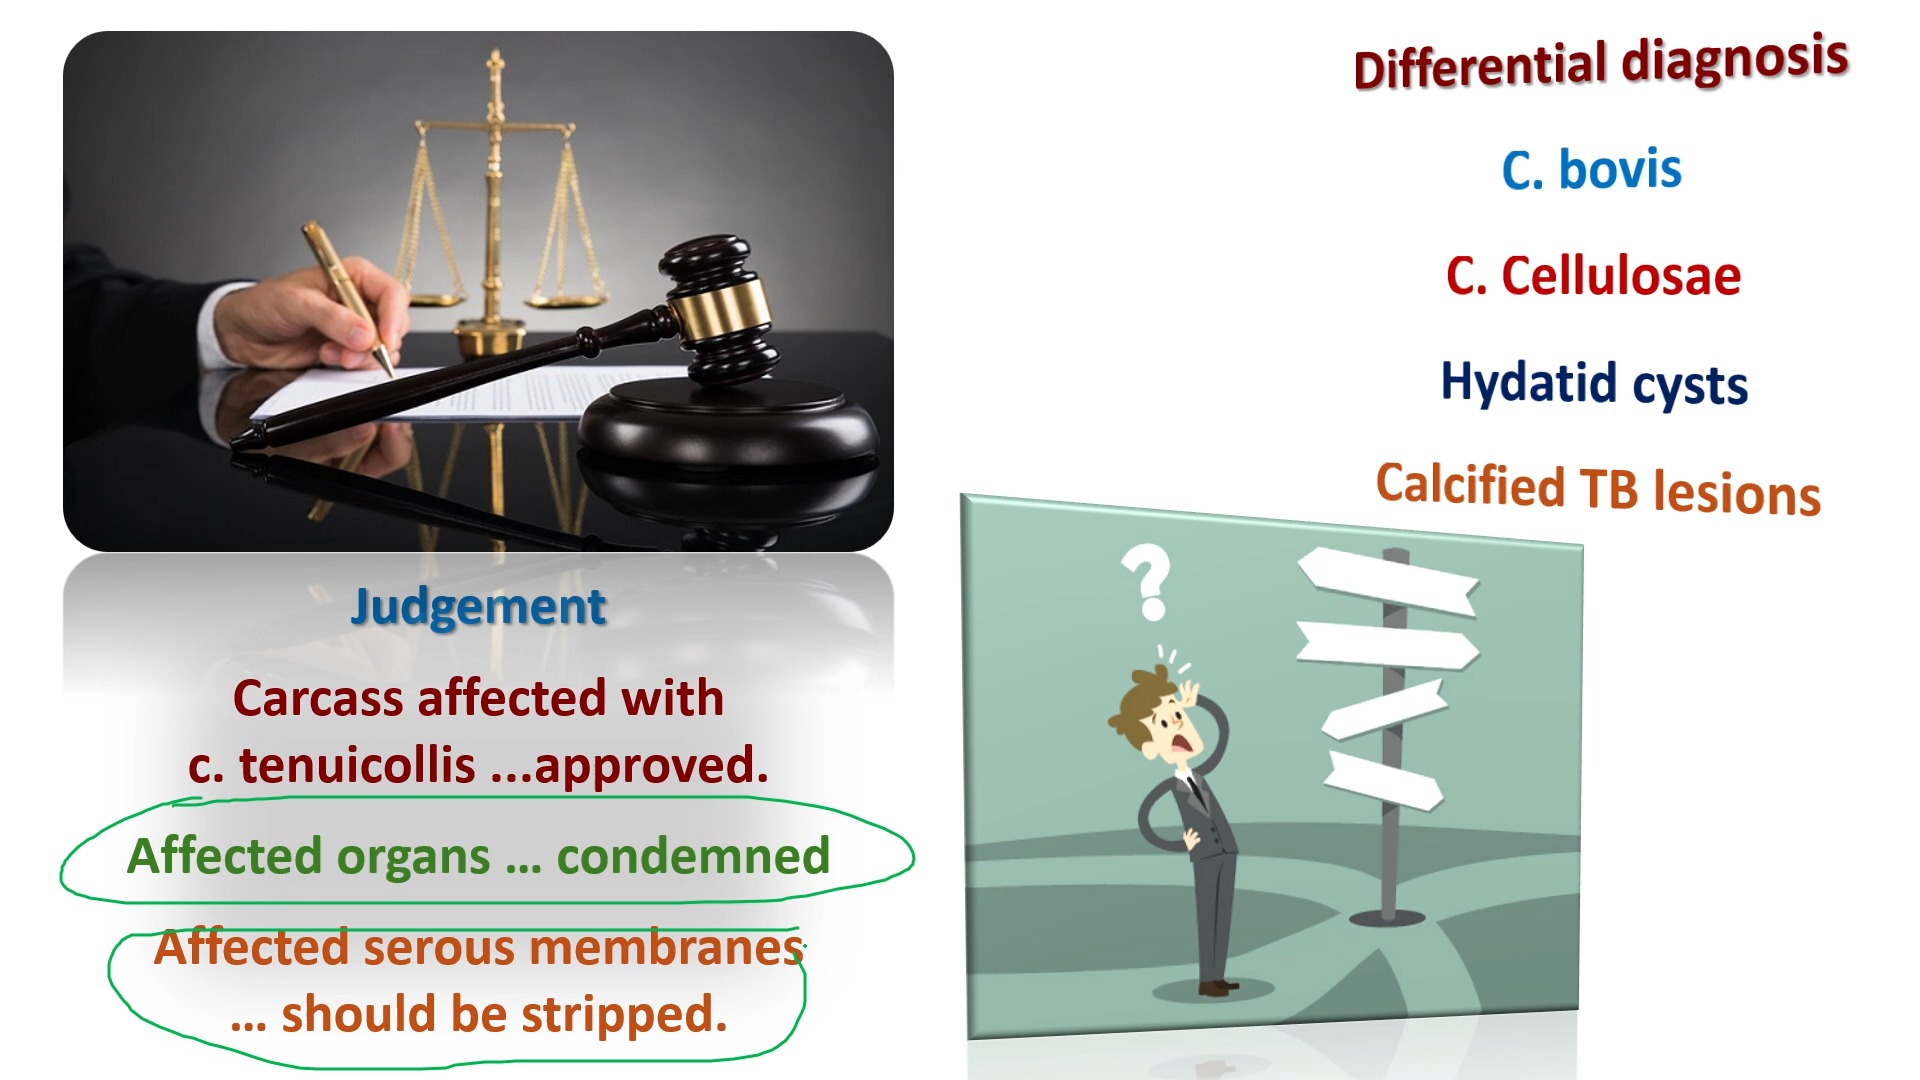 Judgement
Carcass affected with
c. tenuicollis ...approved.
Affected organs ... condemned
Affected serous membranes
... should be stripped.
Differential diagnosis
C. bovis
C. Cellulosae
Hydatid cysts
Calcified TB lesions
?